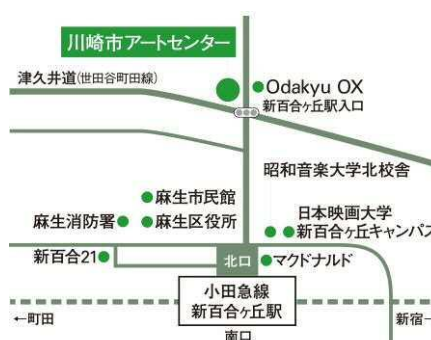 川崎市アートセンター
津久井道(世田谷町田線)
Odakyu OX
新百合ヶ丘駅入口
昭和音楽大学北校舎
麻生市民館
麻生消防署
麻生区役所
日本映画大学
新百合ヶ丘キャンパス
新百合21
北口
マクドナルド
小田急線
新百合ヶ丘駅
←町田
新宿→
南口